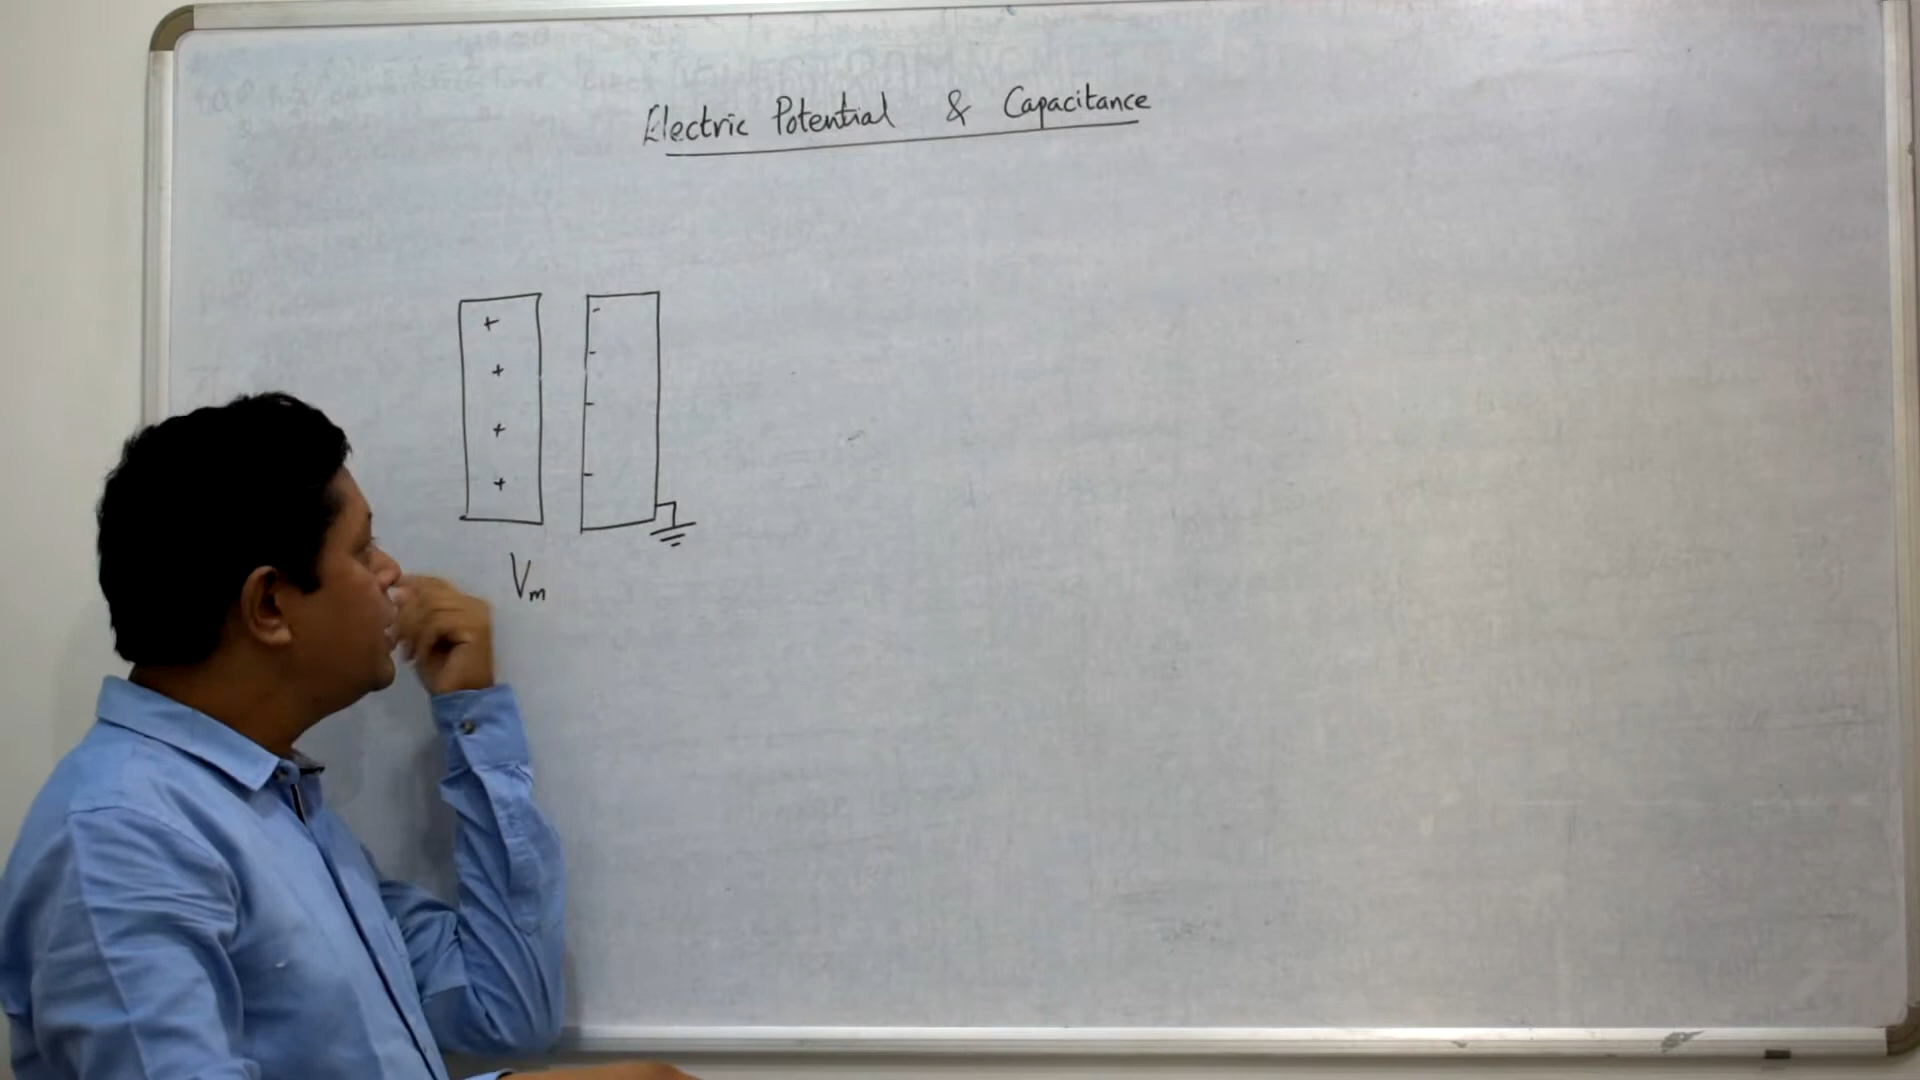 Electric Potential & Capacitance
+ -
+ -
+ -
+ -
Vm